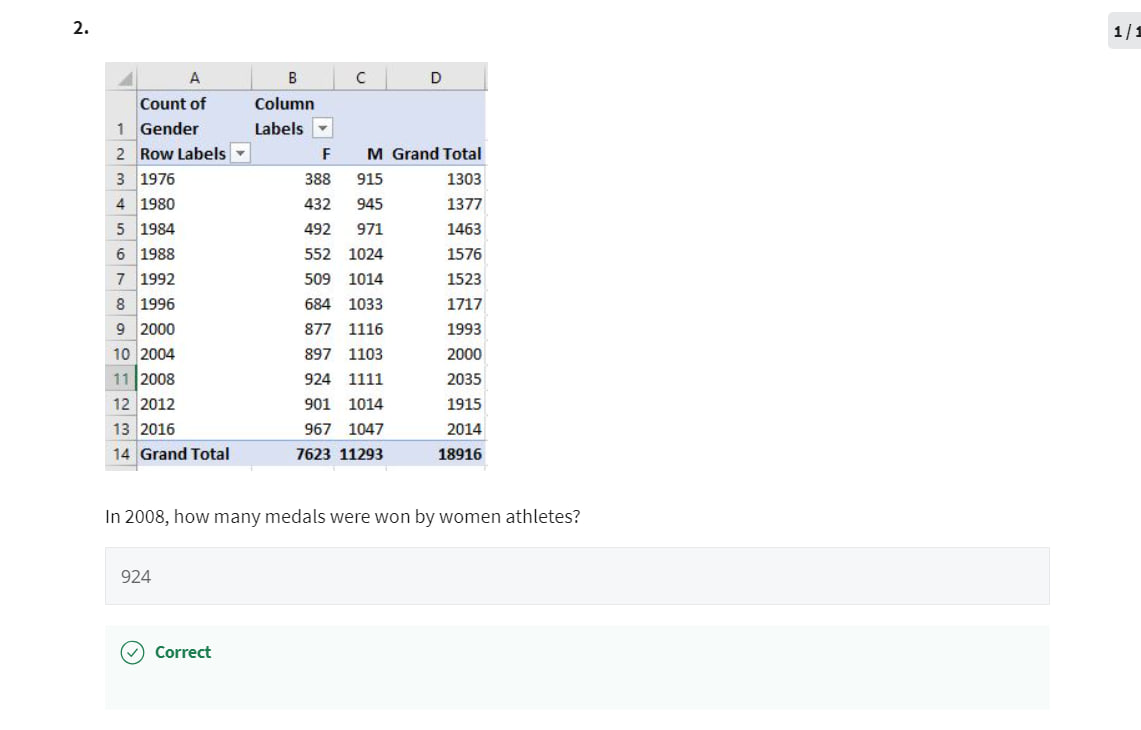 2.
1 / 1
A B C D
Count of Column
1 Gender Labels
2 Row Labels F M Grand Total
3 1976 388 915 1303
4 1980 432 945 1377
5 1984 492 971 1463
6 1988 552 1024 1576
7 1992 509 1014 1523
8 1996 684 1033 1717
9 2000 877 1116 1993
10 2004 897 1103 2000
11 2008 924 1111 2035
12 2012 901 1014 1915
13 2016 967 1047 2014
14 Grand Total 7623 11293 18916
In 2008, how many medals were won by women athletes?
924
Correct